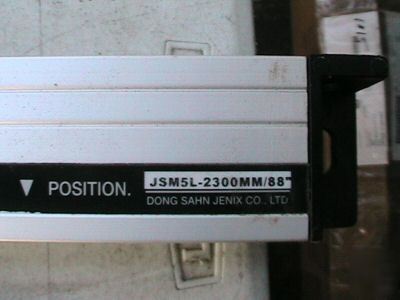 ▼ POSITION.
JSM5L-2300MM/88"
DONG SAHN JENIX CO., LTD